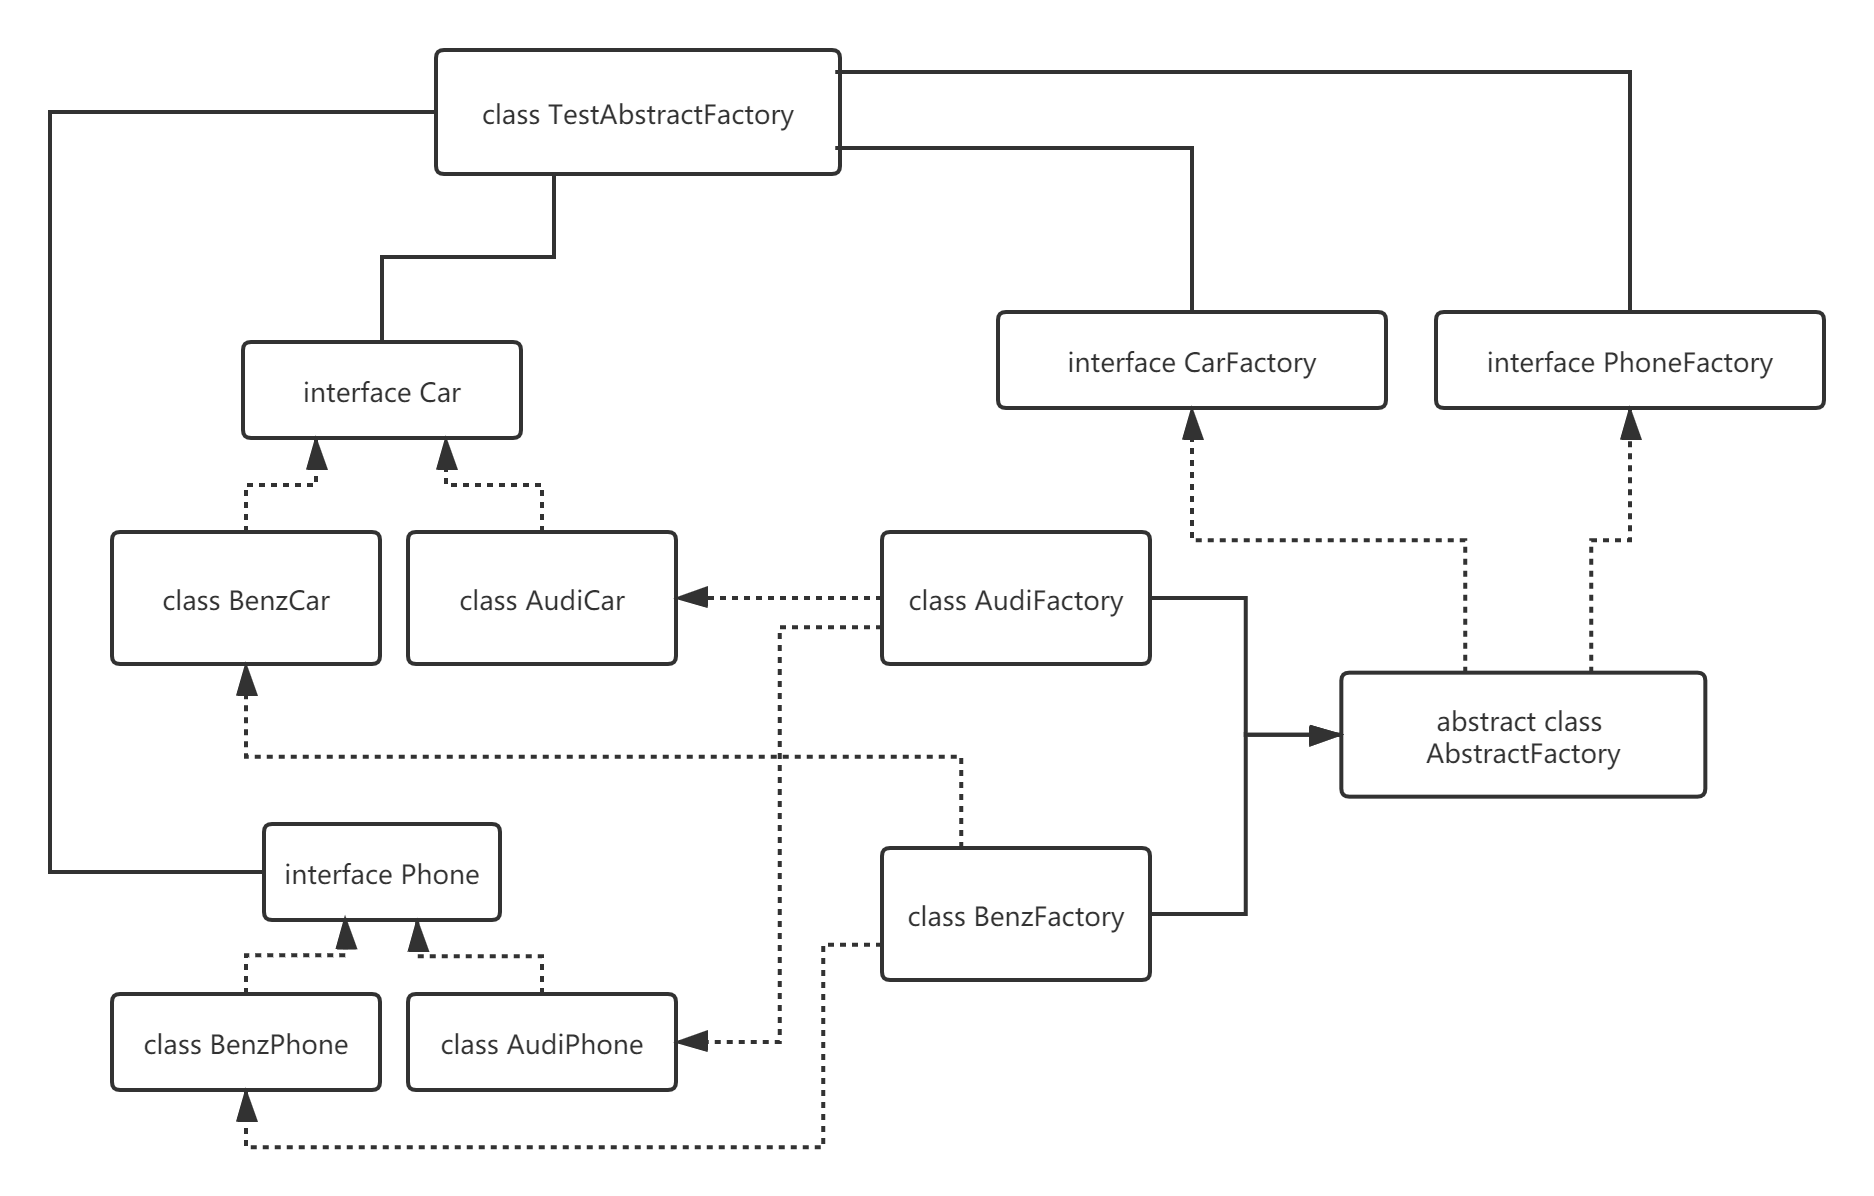 class TestAbstractFactory
interface CarFactory
interface PhoneFactory
interface Car
class BenzCar
class AudiCar
class AudiFactory
abstract class
AbstractFactory
interface Phone
class BenzFactory
class BenzPhone
class AudiPhone